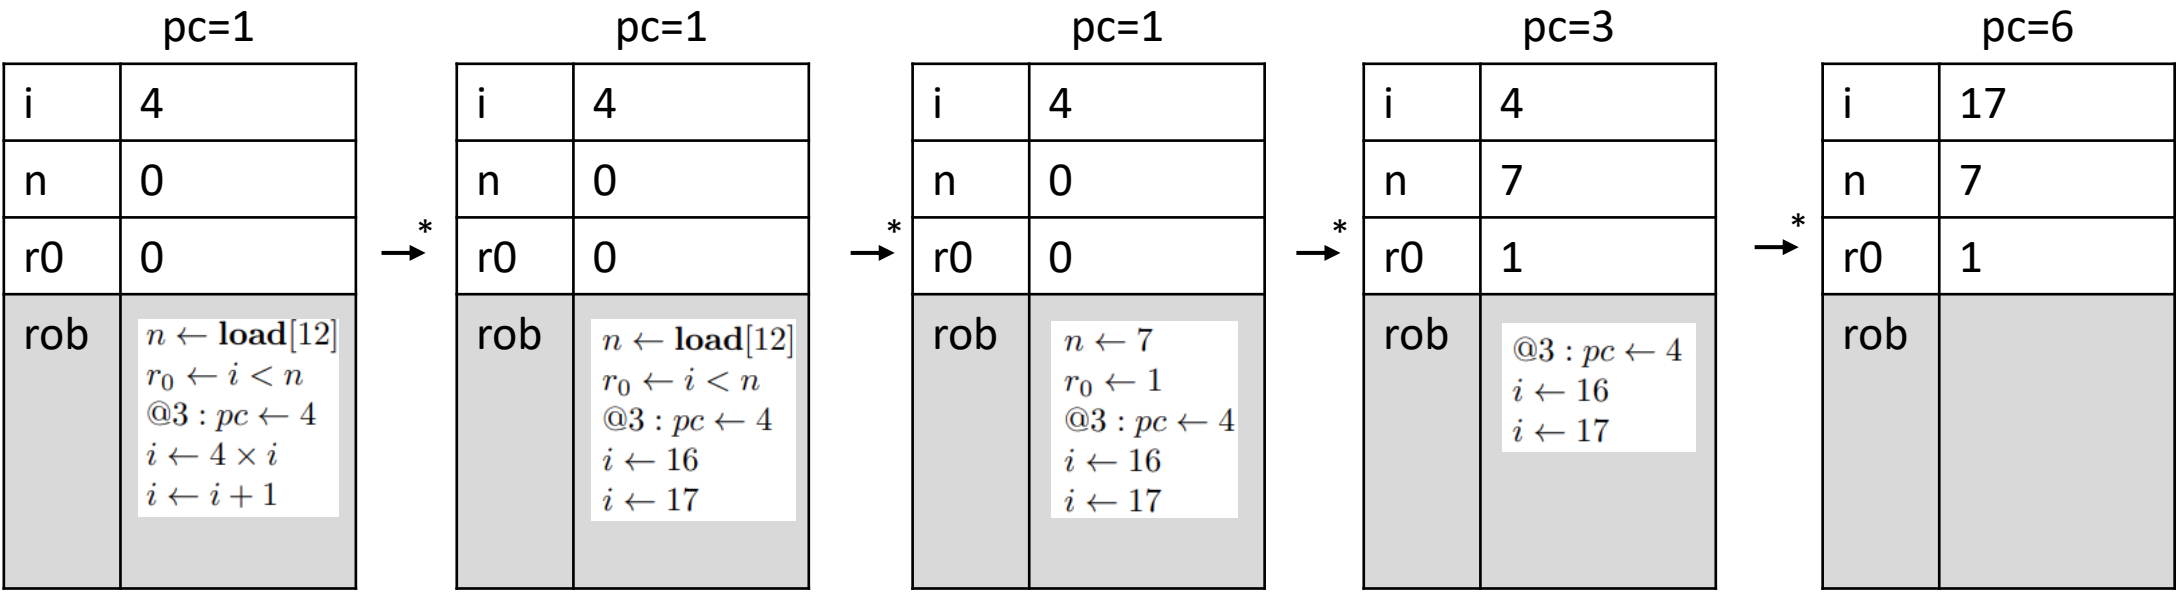 pc=1
i 4
n 0
r0 0
rob
n ← load[12]
r₀ ← i < n
@3 : pc ← 4
i ← 4 × i
i ← i + 1
→*
pc=1
i 4
n 0
r0 0
rob
n ← load[12]
r₀ ← i < n
@3 : pc ← 4
i ← 16
i ← 17
→*
pc=1
i 4
n 0
r0 0
rob
n ← 7
r₀ ← 1
@3 : pc ← 4
i ← 16
i ← 17
→*
pc=3
i 4
n 7
r0 1
rob
@3 : pc ← 4
i ← 16
i ← 17
→*
pc=6
i 17
n 7
r0 1
rob